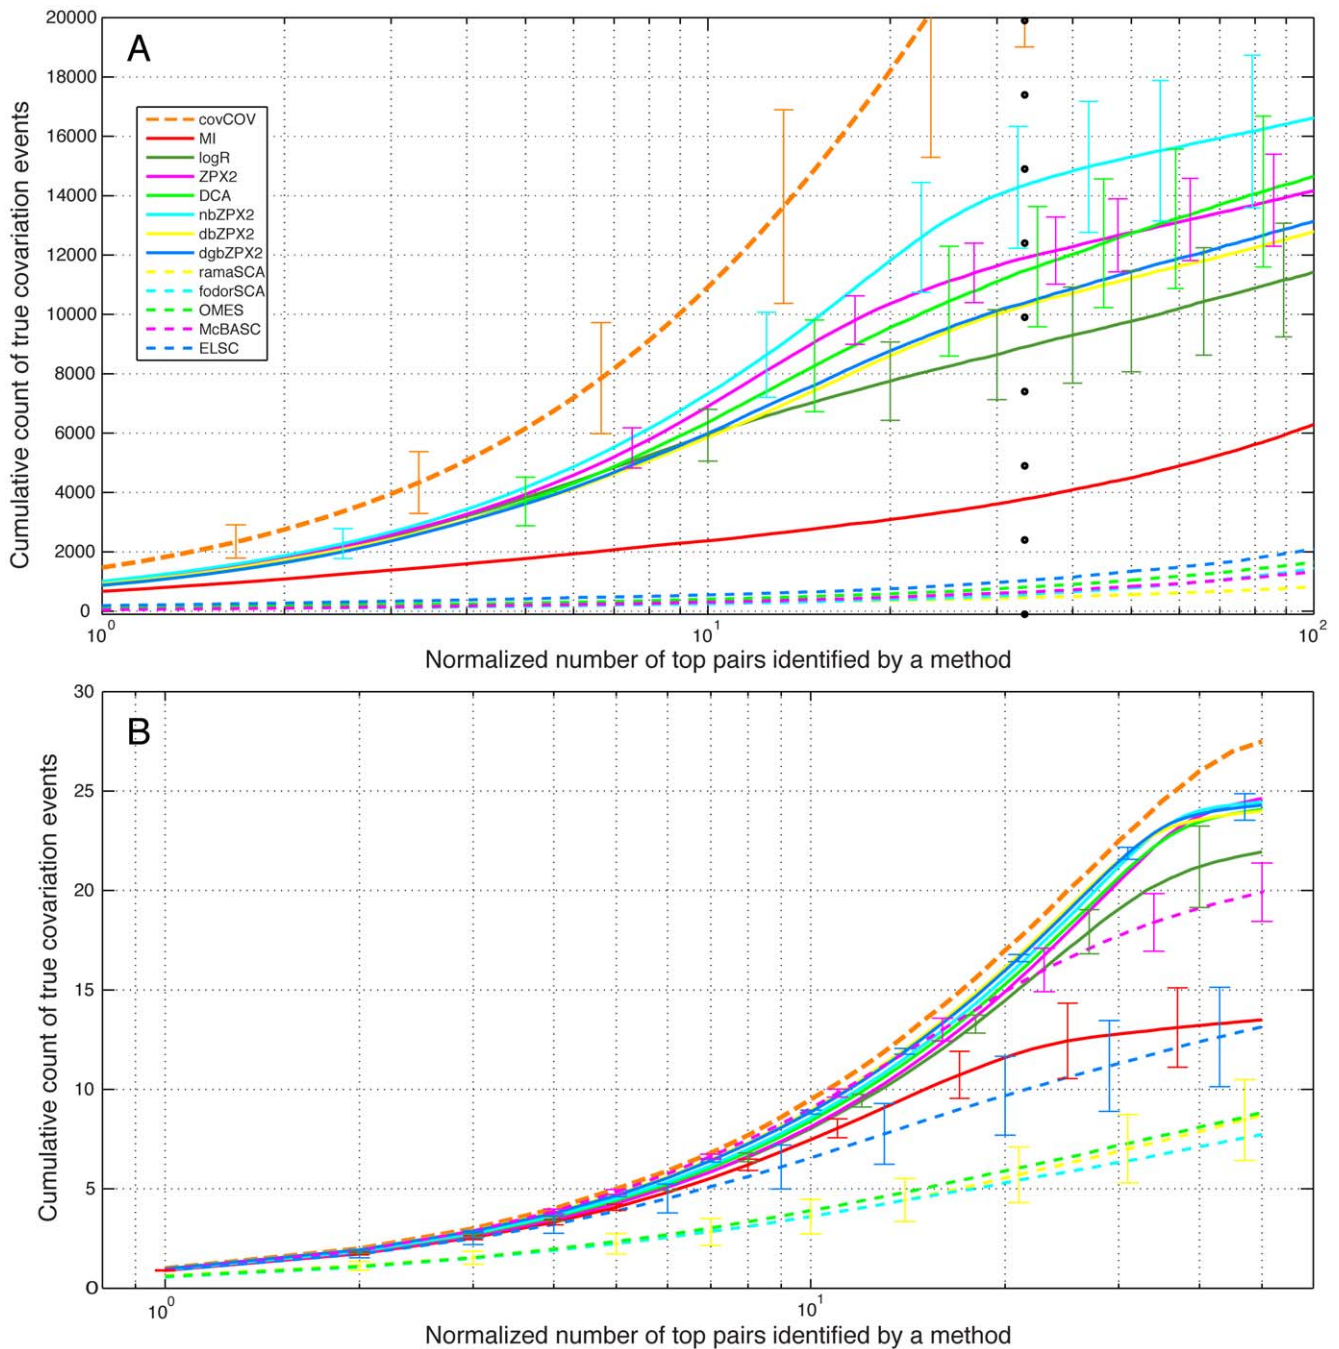 20000
18000
16000
14000
12000
10000
8000
6000
4000
2000
0
A
covCOV
MI
logR
ZPX2
DCA
nbZPX2
dbZPX2
dgbZPX2
ramaSCA
fodorSCA
OMES
McBASC
ELSC
Cumulative count of true covariation events
10^0 10^1 10^2
Normalized number of top pairs identified by a method
30
25
20
15
10
5
0
B
Cumulative count of true covariation events
10^0 10^1
Normalized number of top pairs identified by a method